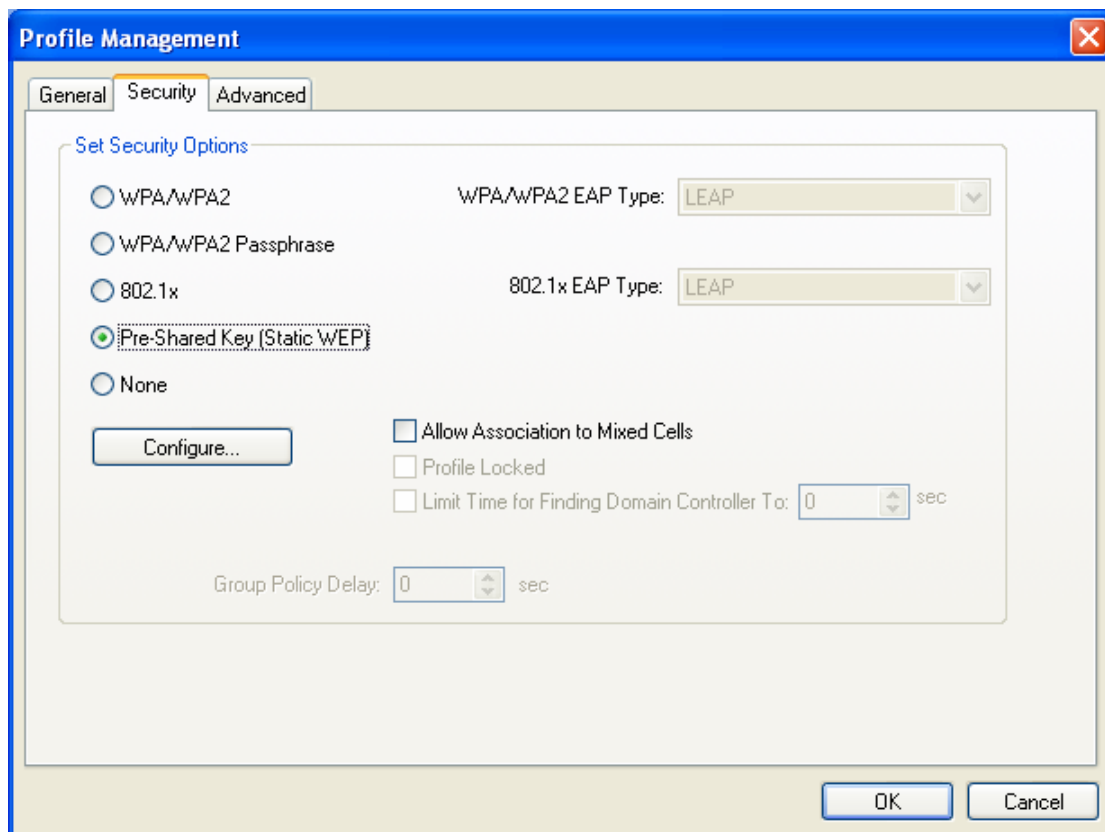 Profile Management
General Security Advanced
Set Security Options
WPA/WPA2 WPA/WPA2 EAP Type: LEAP
WPA/WPA2 Passphrase
802.1x 802.1x EAP Type: LEAP
Pre-Shared Key (Static WEP)
None
Configure... Allow Association to Mixed Cells
Profile Locked
Limit Time for Finding Domain Controller To: 0 sec
Group Policy Delay: 0 sec
OK Cancel